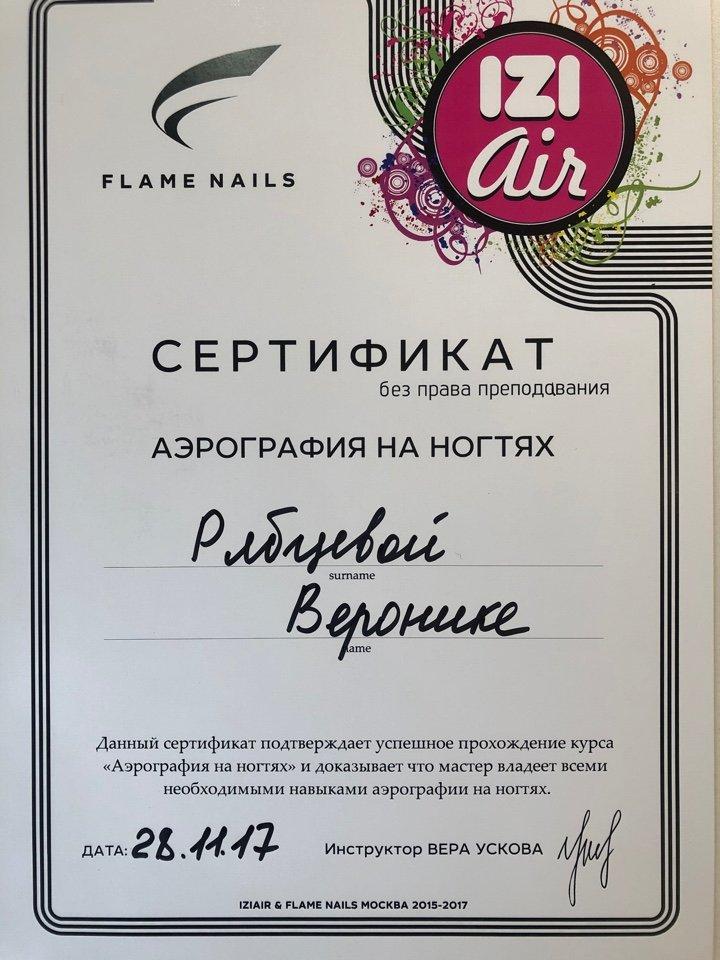 FLAME NAILS
IZI
Air
СЕРТИФИКАТ
без права преподавания
АЭРОГРАФИЯ НА НОГТЯХ
Рябцевой
surname
Веронике
name
Данный сертификат подтверждает успешное прохождение курса
«Аэрография на ногтях» и доказывает что мастер владеет всеми
необходимыми навыками аэрографии на ногтях.
ДАТА: 28.11.17 Инструктор ВЕРА УСКОВА
IZIAIR & FLAME NAILS МОСКВА 2015-2017